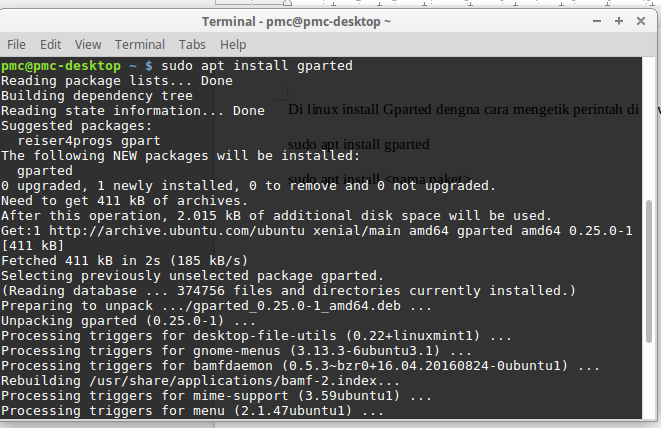 Terminal - pmc@pmc-desktop ~
File Edit View Terminal Tabs Help
pmc@pmc-desktop ~ $ sudo apt install gparted
Reading package lists... Done
Building dependency tree
Reading state information... Done
Suggested packages:
reiser4progs gpart
The following NEW packages will be installed:
gparted
0 upgraded, 1 newly installed, 0 to remove and 0 not upgraded.
Need to get 411 kB of archives.
After this operation, 2.015 kB of additional disk space will be used.
Get:1 http://archive.ubuntu.com/ubuntu xenial/main amd64 gparted amd64 0.25.0-1
[411 kB]
Fetched 411 kB in 2s (185 kB/s)
Selecting previously unselected package gparted.
(Reading database ... 374756 files and directories currently installed.)
Preparing to unpack .../gparted_0.25.0-1_amd64.deb ...
Unpacking gparted (0.25.0-1) ...
Processing triggers for desktop-file-utils (0.22+linuxmint1) ...
Processing triggers for gnome-menus (3.13.3-6ubuntu3.1) ...
Processing triggers for bamfdaemon (0.5.3~bzr0+16.04.20160824-0ubuntu1) ...
Rebuilding /usr/share/applications/bamf-2.index...
Processing triggers for mime-support (3.59ubuntu1) ...
Processing triggers for menu (2.1.47ubuntu1) ...
Di linux install Gparted dengna cara mengetik perintah di
sudo apt install gparted
sudo apt install <nama paket>